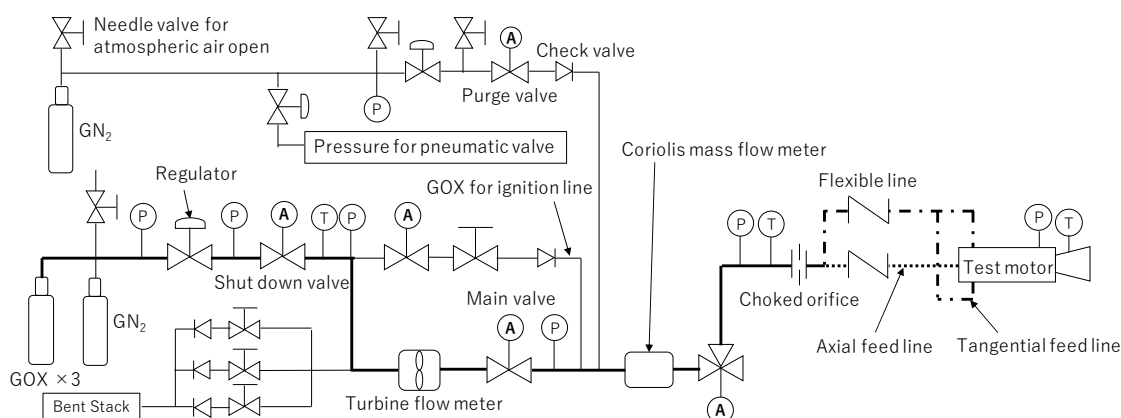 Needle valve for
atmospheric air open
A
Check valve
Purge valve
P
GN2
Pressure for pneumatic valve
Coriolis mass flow meter
Regulator
GOX for ignition line
Flexible line
P
P
A
T
P
A
P
T
P
T
Shut down valve
Test motor
Main valve
Choked orifice
GN2
A
P
Axial feed line
Tangential feed line
GOX ×3
Bent Stack
Turbine flow meter
A